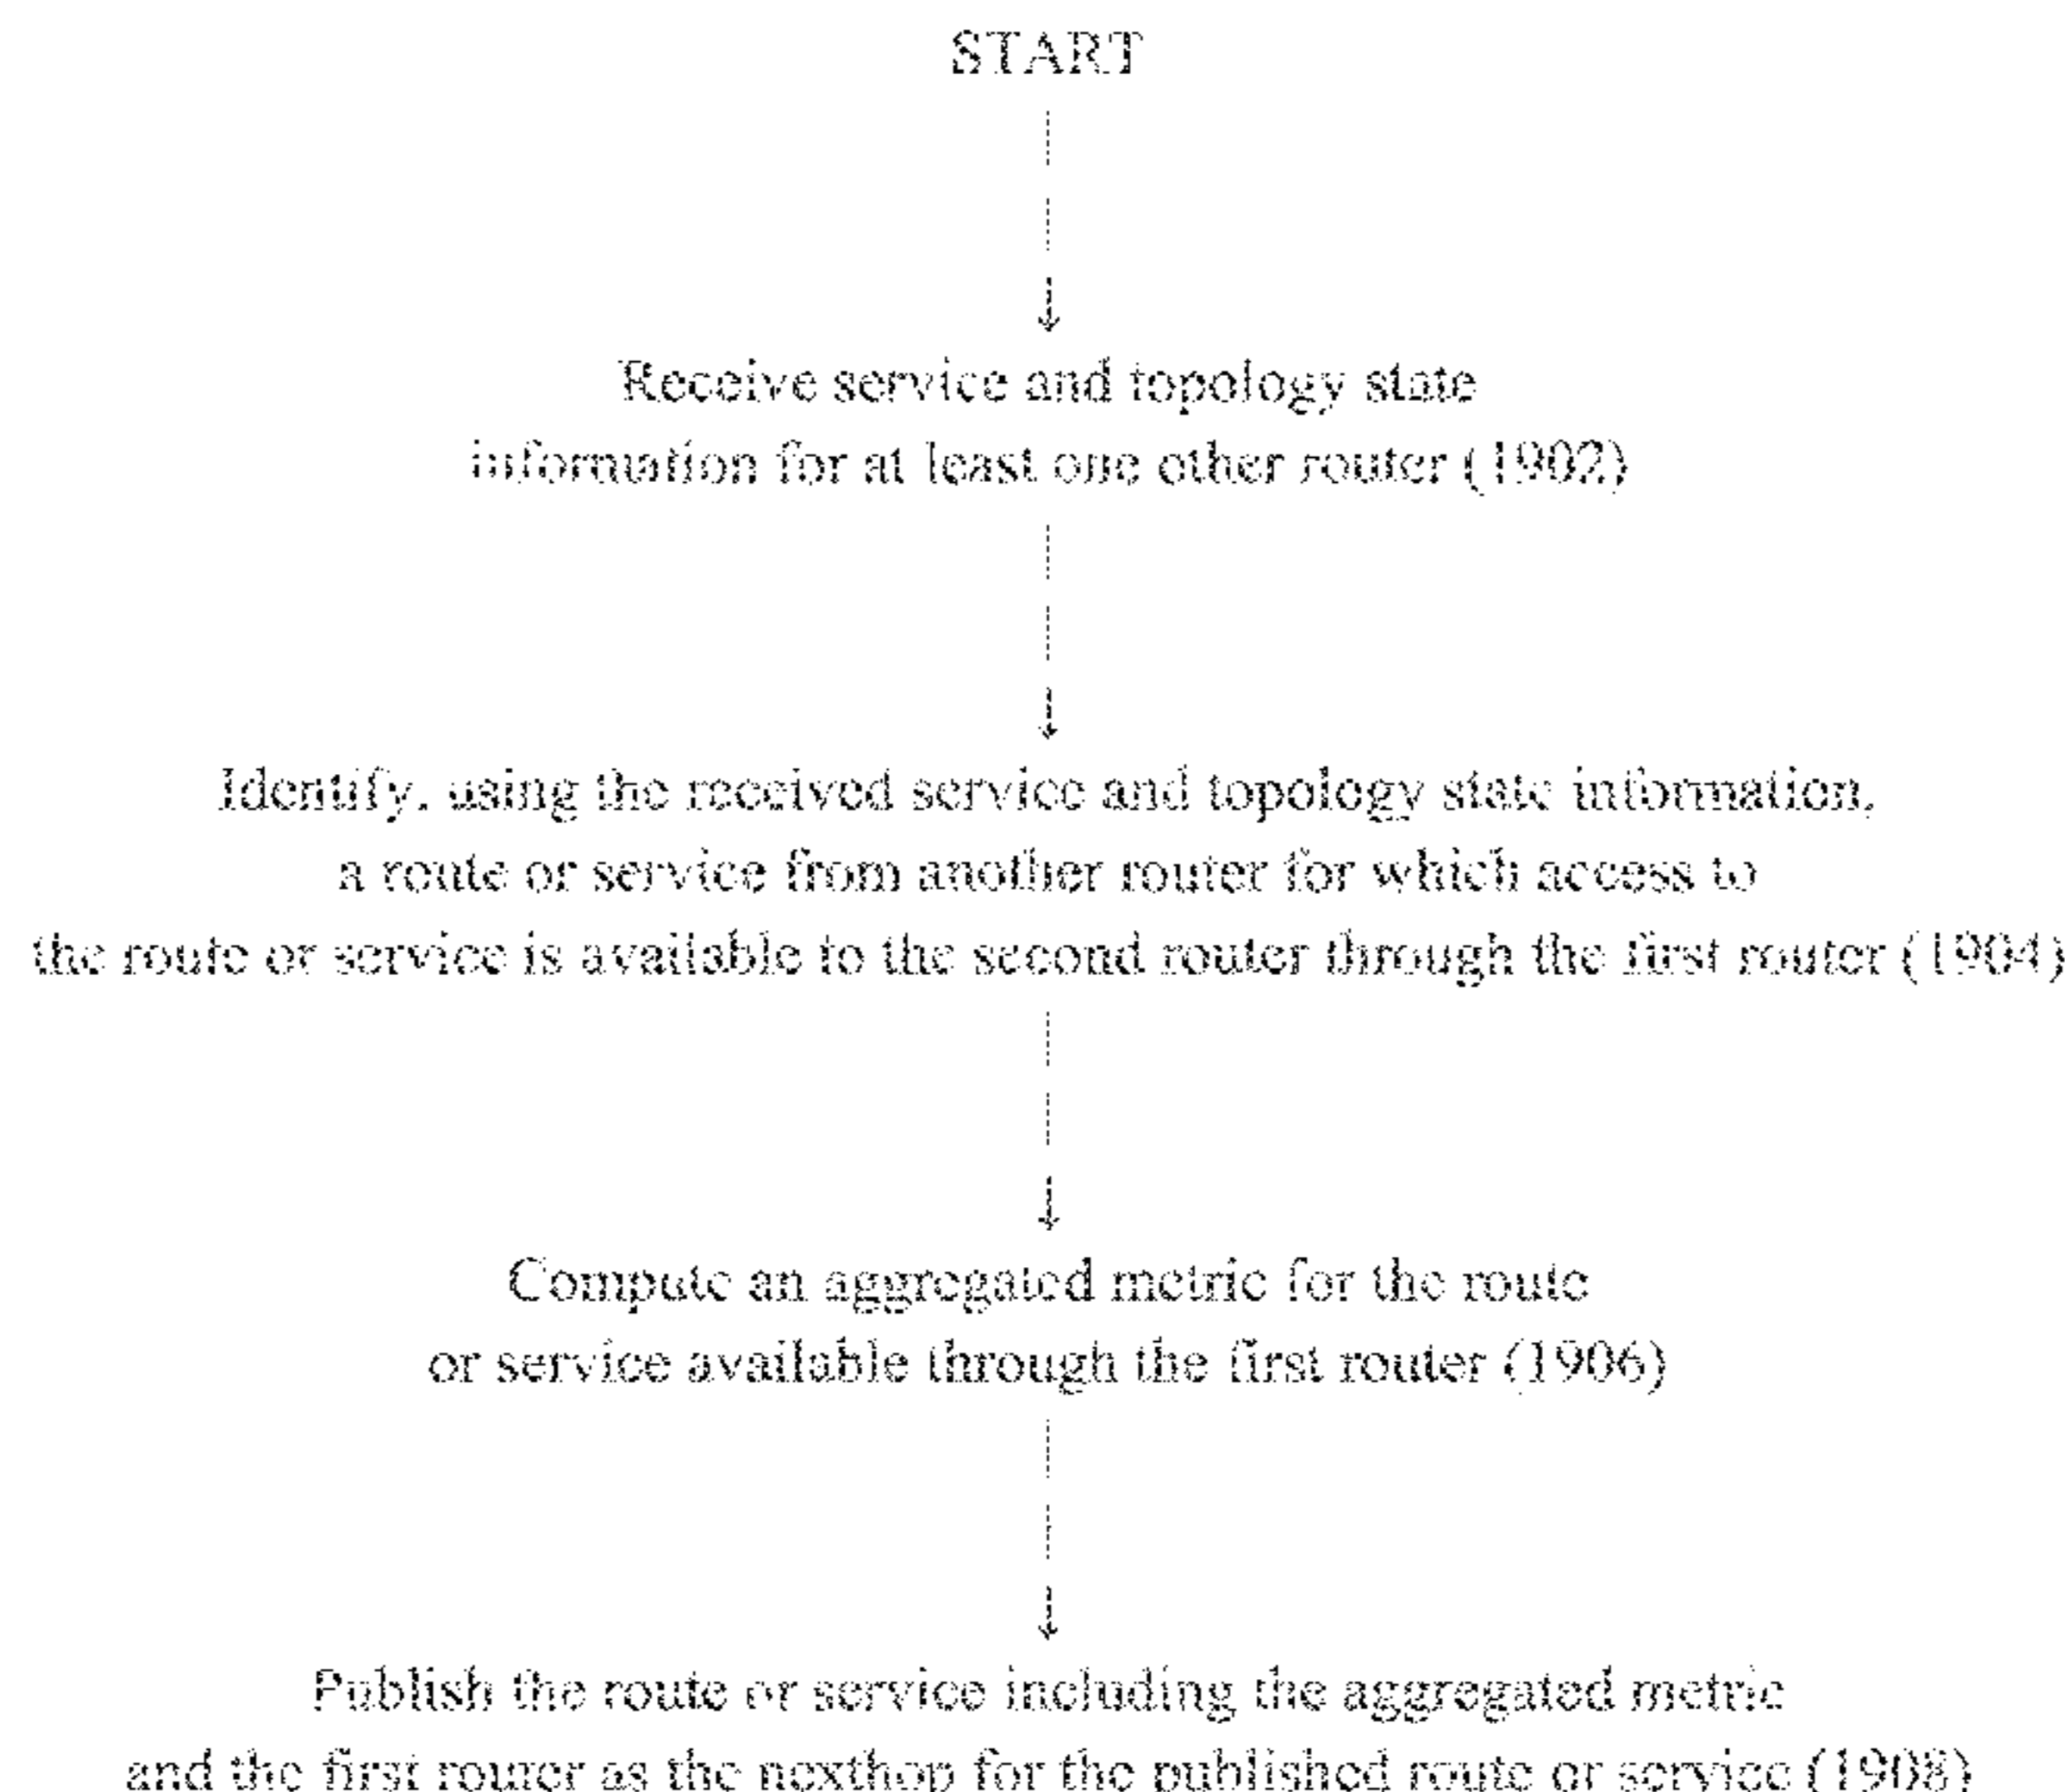 START
Receive service and topology state
information for at least one other router (1902)
Identify, using the received service and topology state information,
a route or service from another router for which access to
the route or service is available to the second router through the first router (1904)
Compute an aggregated metric for the route
or service available through the first router (1906)
Publish the route or service including the aggregated metric
and the first router as the nexthop for the published route or service (1908)